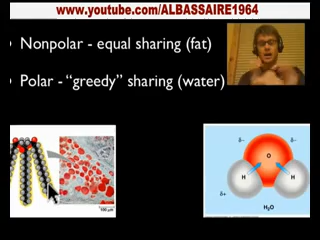 www.youtube.com/ALBASSAIRE1964
Nonpolar - equal sharing (fat)
Polar - “greedy” sharing (water)
δ- δ-
O
H H
δ+
H₂O